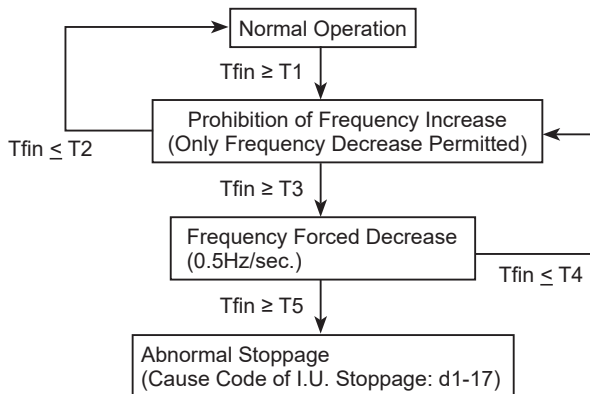 Normal Operation
Tfin ≥ T1
Prohibition of Frequency Increase
(Only Frequency Decrease Permitted)
Tfin ≤ T2
Tfin ≥ T3
Frequency Forced Decrease
(0.5Hz/sec.)
Tfin ≤ T4
Tfin ≥ T5
Abnormal Stoppage
(Cause Code of I.U. Stoppage: d1-17)